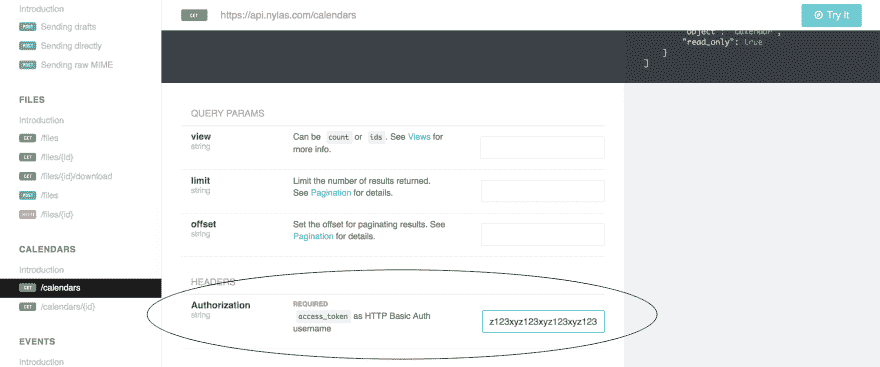 Introduction
POST Sending drafts
POST Sending directly
POST Sending raw MIME
FILES
Introduction
GET /files
GET /files/{id}
GET /files/{id}/download
POST /files
/files/{id}
CALENDARS
Introduction
GET /calendars
GET /calendars/{id}
EVENTS
Introduction
GET https://api.nylas.com/calendars
Try It
"object": "calendar",
"read_only": true
}
]
QUERY PARAMS
view
string
Can be count or ids. See Views for
more info.
limit
string
Limit the number of results returned.
See Pagination for details.
offset
string
Set the offset for paginating results. See
Pagination for details.
HEADERS
Authorization
string
REQUIRED
access_token as HTTP Basic Auth
username
z123xyz123xyz123xyz123